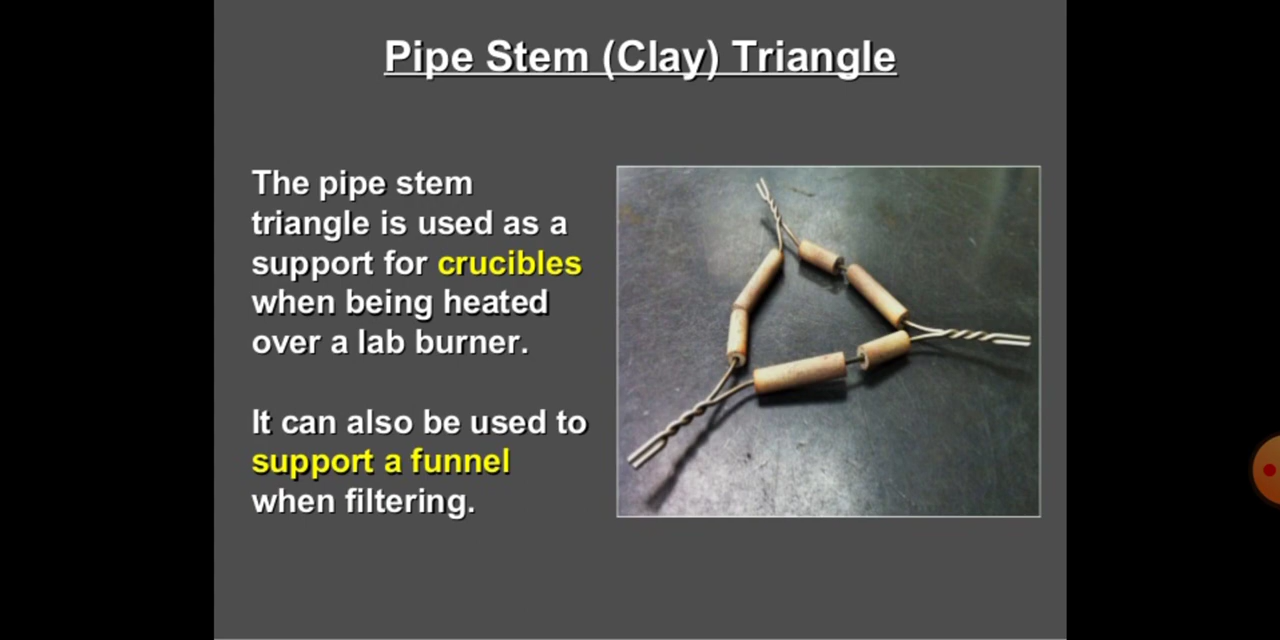 Pipe Stem (Clay) Triangle
The pipe stem
triangle is used as a
support for crucibles
when being heated
over a lab burner.
It can also be used to
support a funnel
when filtering.